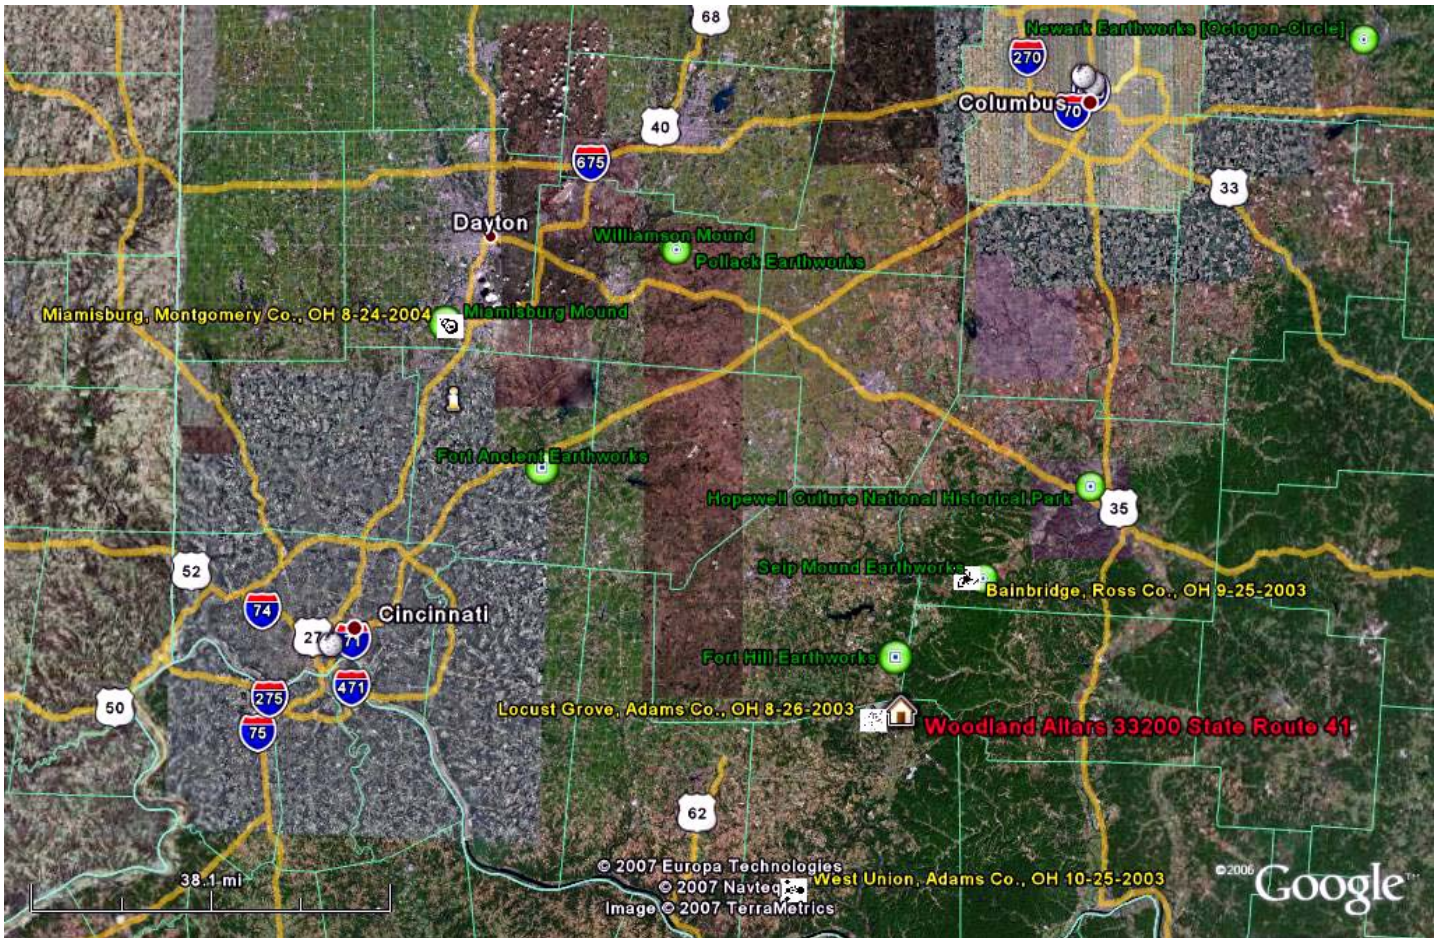 68
Newark Earthworks [Octogon-Circle]
270
Columbus
70
40
675
33
Dayton
Williamson Mound
Pollack Earthworks
Miamisburg, Montgomery Co., OH 8-24-2004
Miamisburg Mound
Fort Ancient Earthworks
Hopewell Culture National Historical Park
35
52
Seip Mound Earthworks
Bainbridge, Ross Co., OH 9-25-2003
74
Cincinnati
27
71
Fort Hill Earthworks
471
275
50
Locust Grove, Adams Co., OH 8-26-2003
Woodland Altars 33200 State Route 41
75
62
© 2007 Europa Technologies
© 2007 Navteq
Image © 2007 TerraMetrics
West Union, Adams Co., OH 10-25-2003
38.1 mi
©2006 Google™